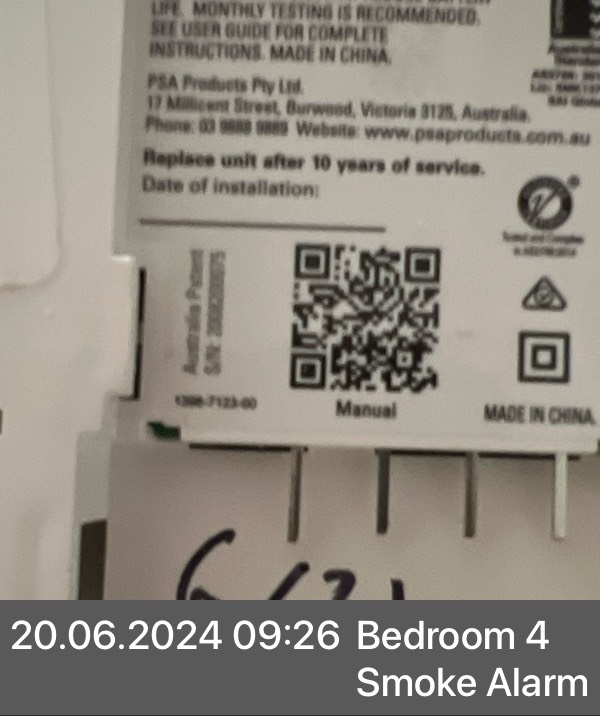 LIFE. MONTHLY TESTING IS RECOMMENDED.
SEE USER GUIDE FOR COMPLETE
INSTRUCTIONS. MADE IN CHINA.
PSA Products Pty Ltd.
17 Millicent Street, Burwood, Victoria 3125, Australia.
Phone: 03 9888 9889 Website: www.psaproducts.com.au
Replace unit after 10 years of service.
Date of installation:
Australia Patent
S/N:
Manual
MADE IN CHINA.
20.06.2024 09:26 Bedroom 4
Smoke Alarm